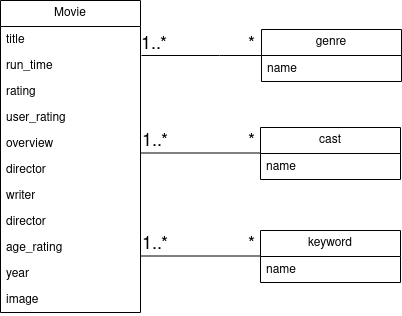 Movie
title
run_time
rating
user_rating
overview
director
writer
director
age_rating
year
image
1..* *
genre
name
1..* *
cast
name
1..* *
keyword
name